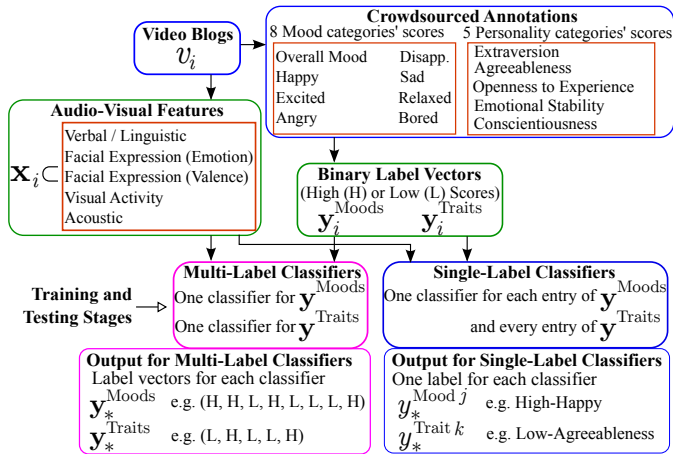 Video Blogs
v_i
Crowdsourced Annotations
8 Mood categories' scores
5 Personality categories' scores
Overall Mood Disapp.
Happy Sad
Excited Relaxed
Angry Bored
Extraversion
Agreeableness
Openness to Experience
Emotional Stability
Conscientiousness
Audio-Visual Features
x_i ⊂
Verbal / Linguistic
Facial Expression (Emotion)
Facial Expression (Valence)
Visual Activity
Acoustic
Binary Label Vectors
(High (H) or Low (L) Scores)
y_i^Moods y_i^Traits
Training and
Testing Stages
Multi-Label Classifiers
One classifier for y^Moods
One classifier for y^Traits
Single-Label Classifiers
One classifier for each entry of y^Moods
and every entry of y^Traits
Output for Multi-Label Classifiers
Label vectors for each classifier
y_*^Moods e.g. (H, H, L, H, L, L, L, H)
y_*^Traits e.g. (L, H, L, L, H)
Output for Single-Label Classifiers
One label for each classifier
y_*^Mood j e.g. High-Happy
y_*^Trait k e.g. Low-Agreeableness